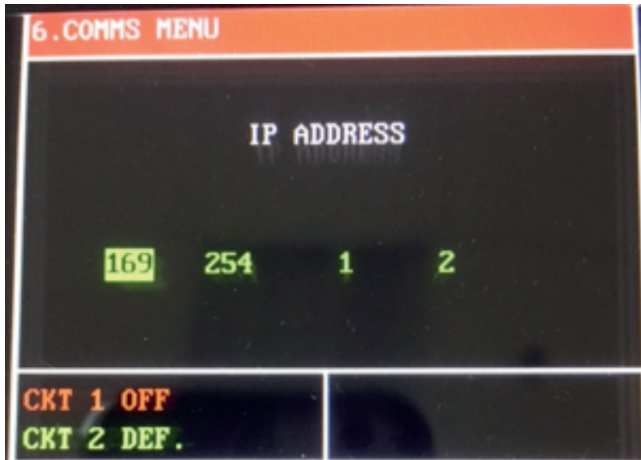 6.COMMS MENU
IP ADDRESS
169 254 1 2
CKT 1 OFF
CKT 2 DEF.